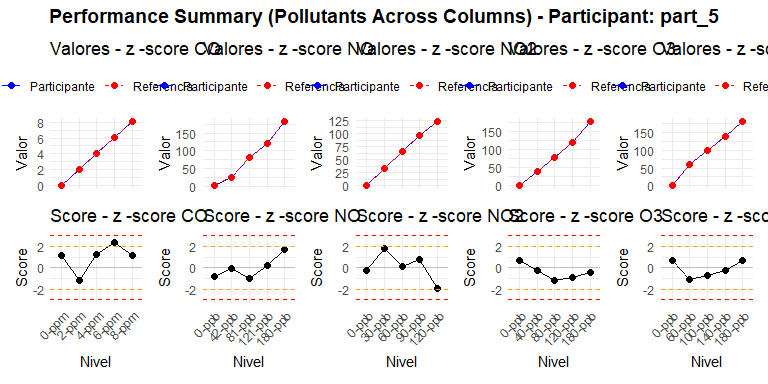 Performance Summary (Pollutants Across Columns) - Participant: part_5
Valores - z -score CO
Valores - z -score NO
Valores - z -score NO2
Valores - z -score O3
Valores - z -sco
Participante
Referencia
Participante
Referencia
Participante
Referencia
Participante
Referencia
Participante
Referen
Valor
8
6
4
2
0
Valor
150
100
50
0
Valor
125
100
75
50
25
0
Valor
150
100
50
0
Valor
150
100
50
0
Score - z -score CO
Score - z -score NO
Score - z -score NO2
Score - z -score O3
Score - z -score
Score
2
0
-2
Score
2
0
-2
Score
2
0
-2
Score
2
0
-2
Score
2
0
-2
0-ppm
2-ppm
4-ppm
6-ppm
8-ppm
0-ppb
42-ppb
81-ppb
121-ppb
180-ppb
0-ppb
30-ppb
60-ppb
90-ppb
120-ppb
0-ppb
40-ppb
80-ppb
120-ppb
180-ppb
0-ppb
60-ppb
100-ppb
140-ppb
180-ppb
Nivel
Nivel
Nivel
Nivel
Nivel